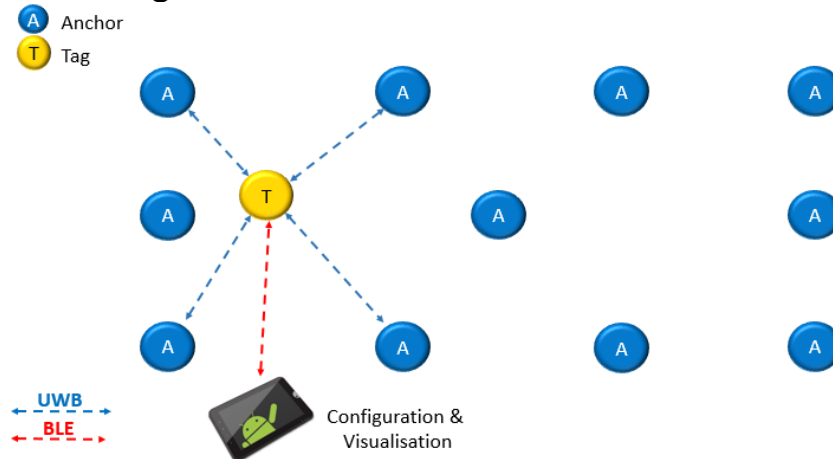 A Anchor
T Tag
A A A A
T
A A A
A A A A
UWB
BLE
Configuration &
Visualisation